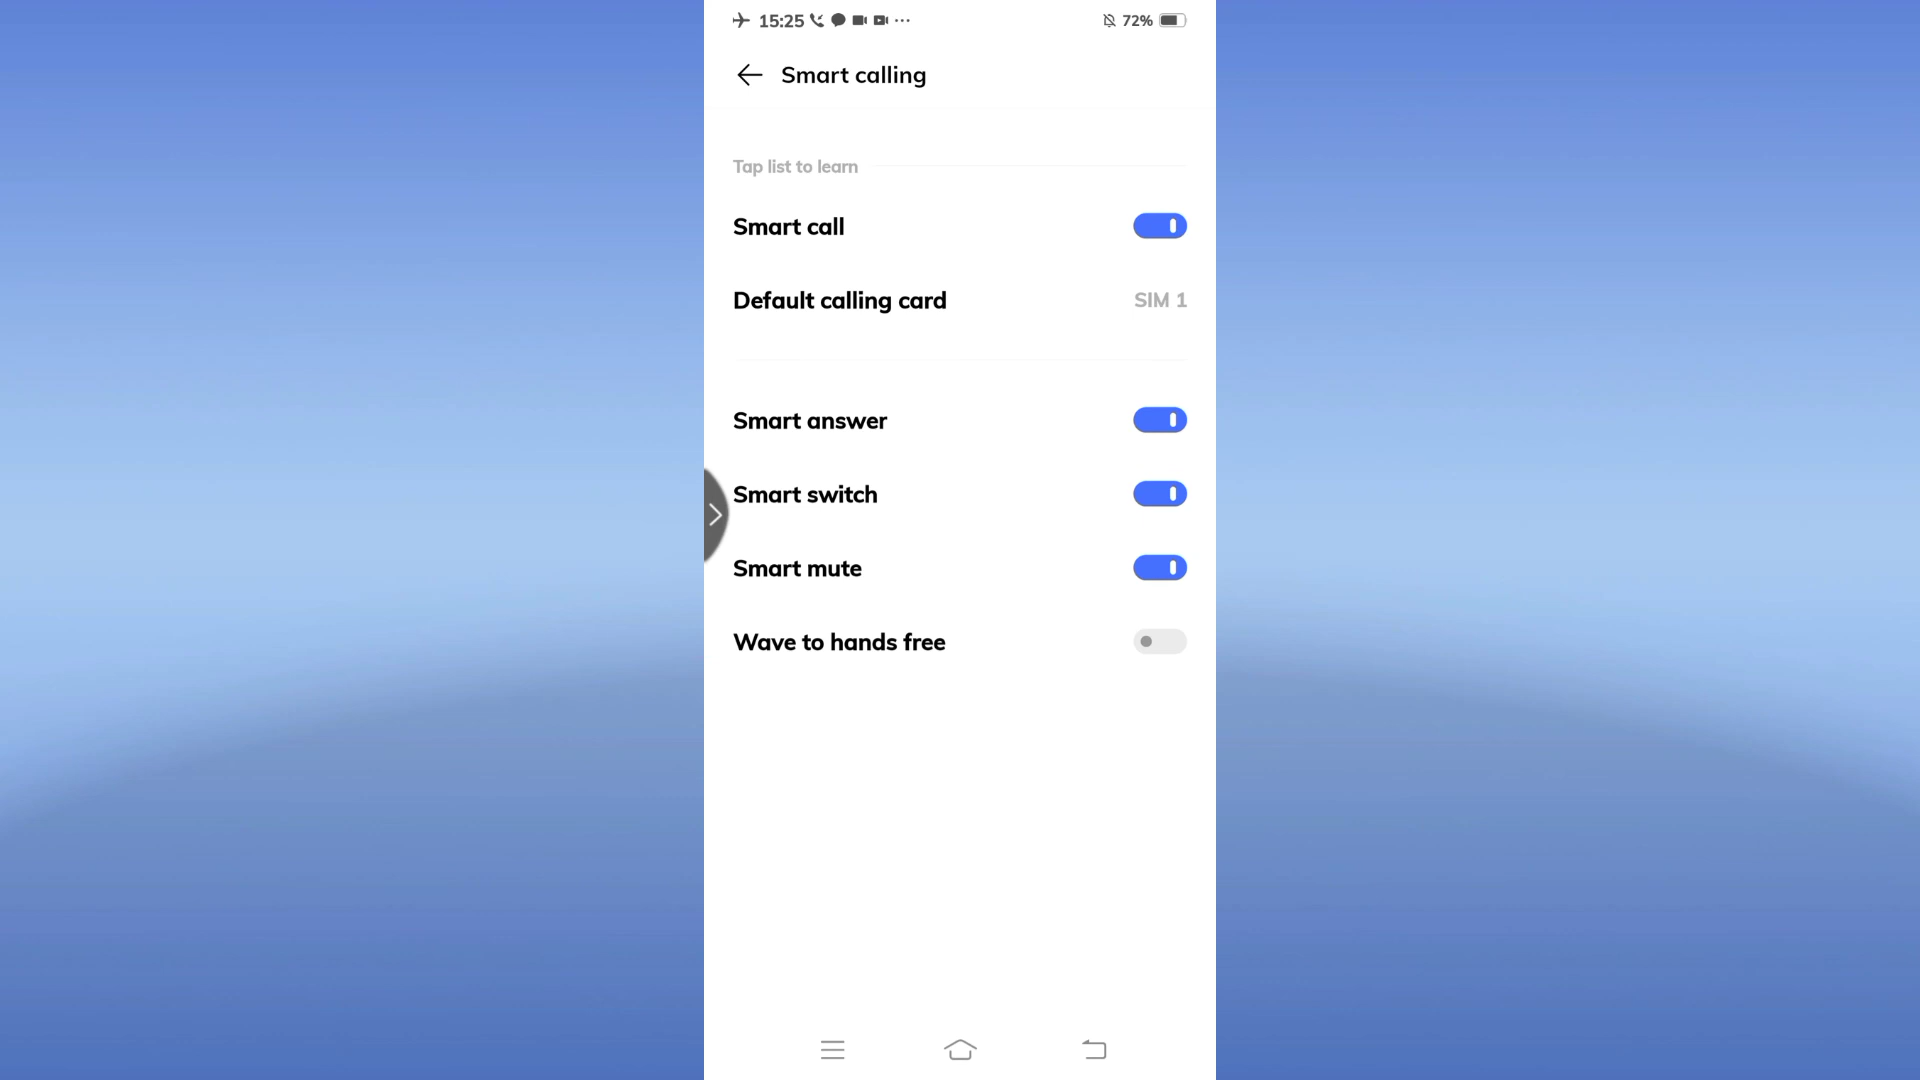 15:25 ... 72%
Smart calling
Tap list to learn
Smart call
Default calling card SIM 1
Smart answer
Smart switch
Smart mute
Wave to hands free